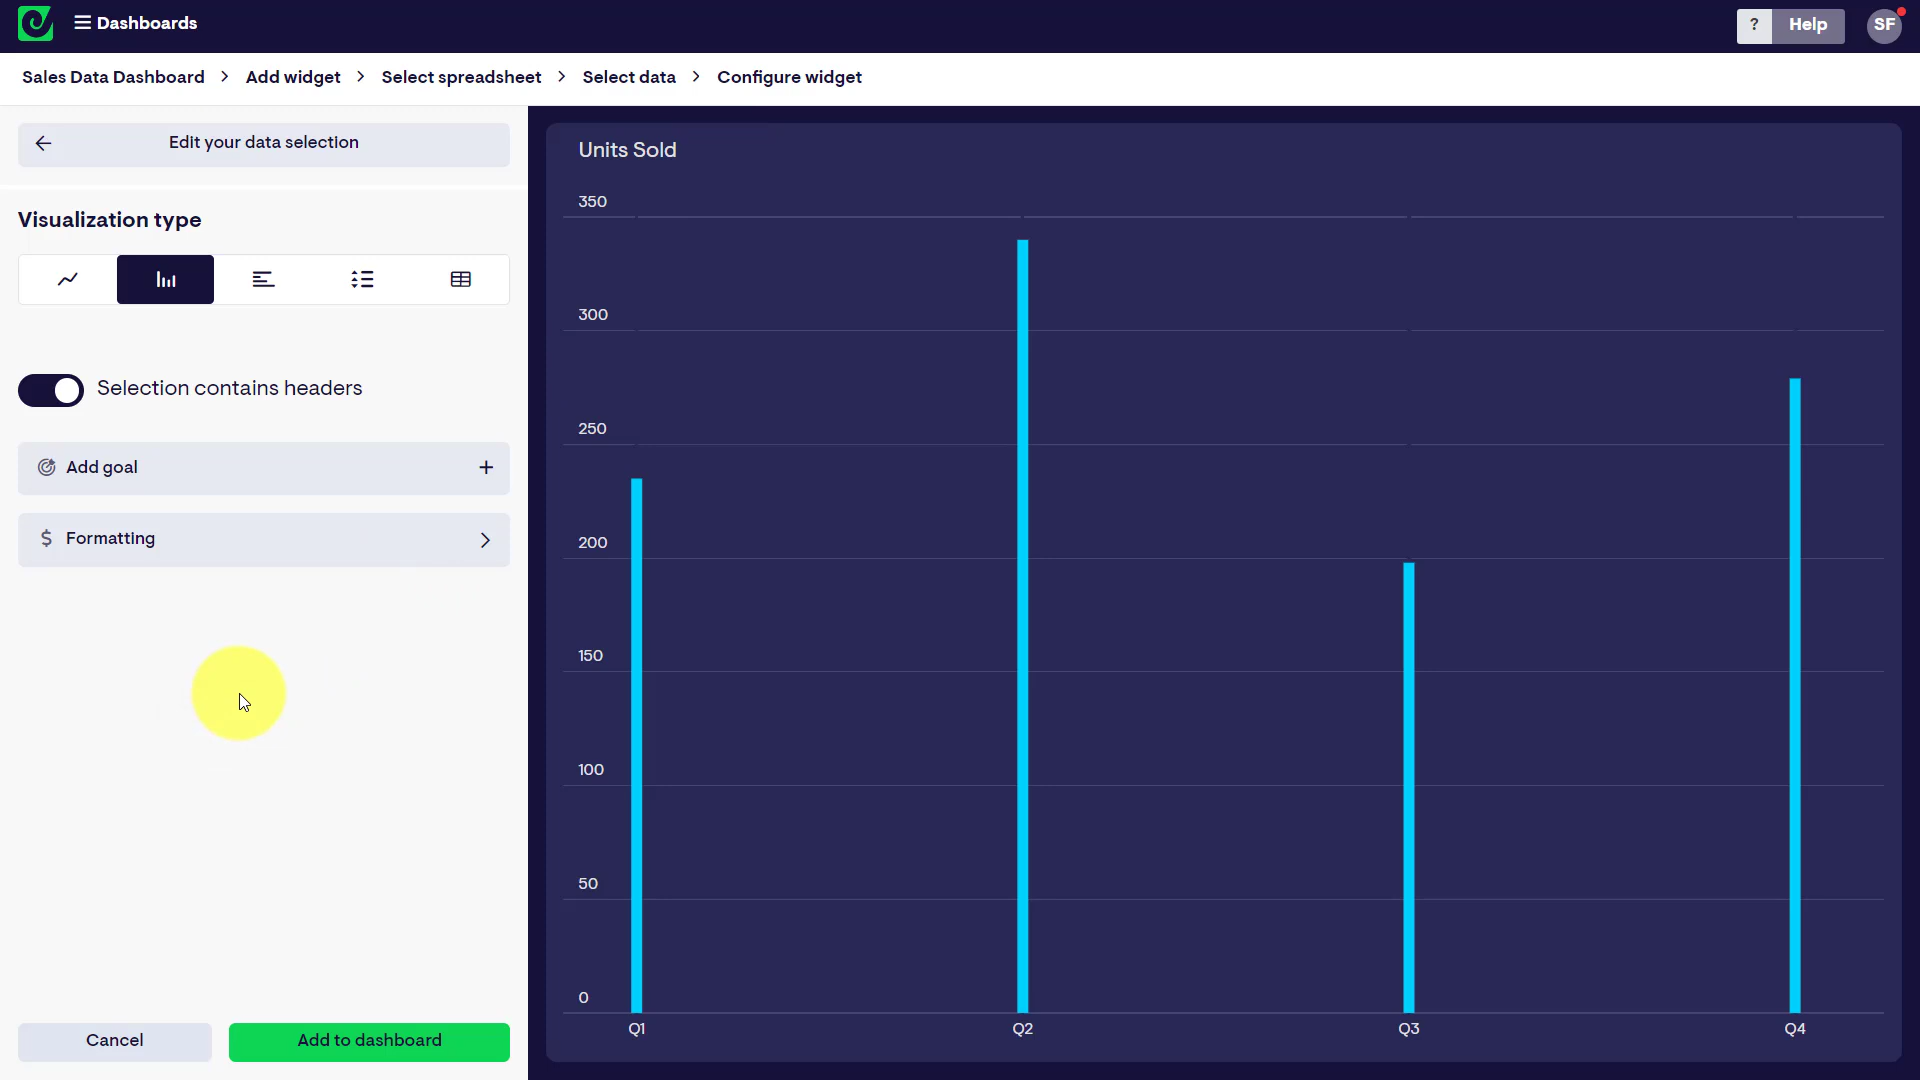 Dashboards
? Help SF
Sales Data Dashboard > Add widget > Select spreadsheet > Select data > Configure widget
Edit your data selection
Visualization type
Selection contains headers
Add goal +
$ Formatting
Cancel
Add to dashboard
Units Sold
350
300
250
200
150
100
50
0
Q1 Q2 Q3 Q4